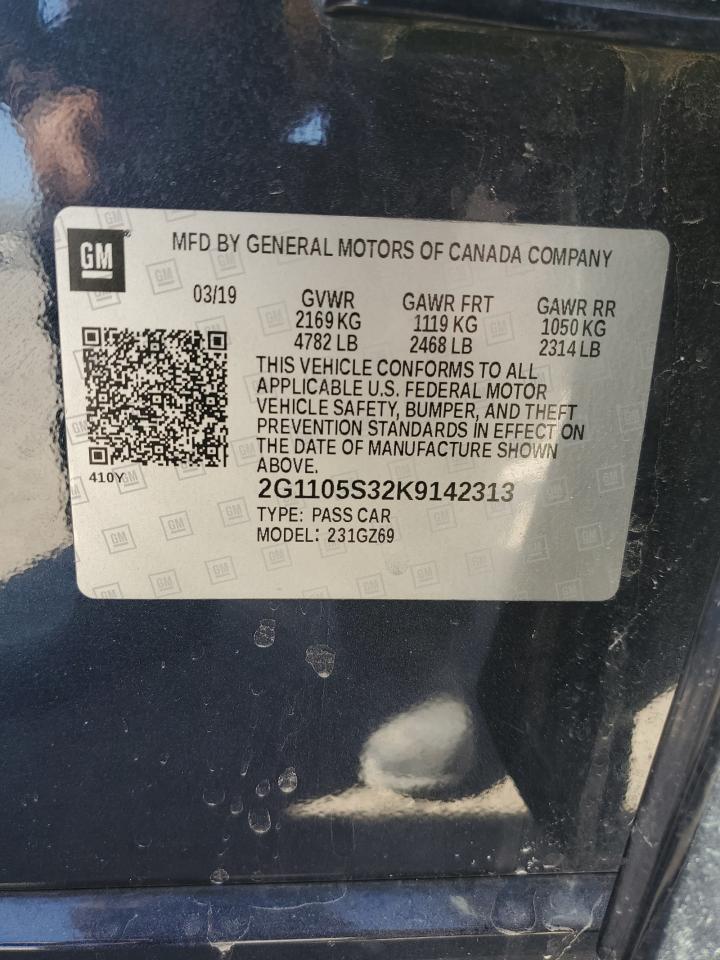 GM
MFD BY GENERAL MOTORS OF CANADA COMPANY
03/19 GVWR GAWR FRT GAWR RR
2169 KG 1119 KG 1050 KG
4782 LB 2468 LB 2314 LB
THIS VEHICLE CONFORMS TO ALL
APPLICABLE U.S. FEDERAL MOTOR
VEHICLE SAFETY, BUMPER, AND THEFT
PREVENTION STANDARDS IN EFFECT ON
THE DATE OF MANUFACTURE SHOWN
ABOVE.
410Y
2G1105S32K9142313
TYPE: PASS CAR
MODEL: 231GZ69